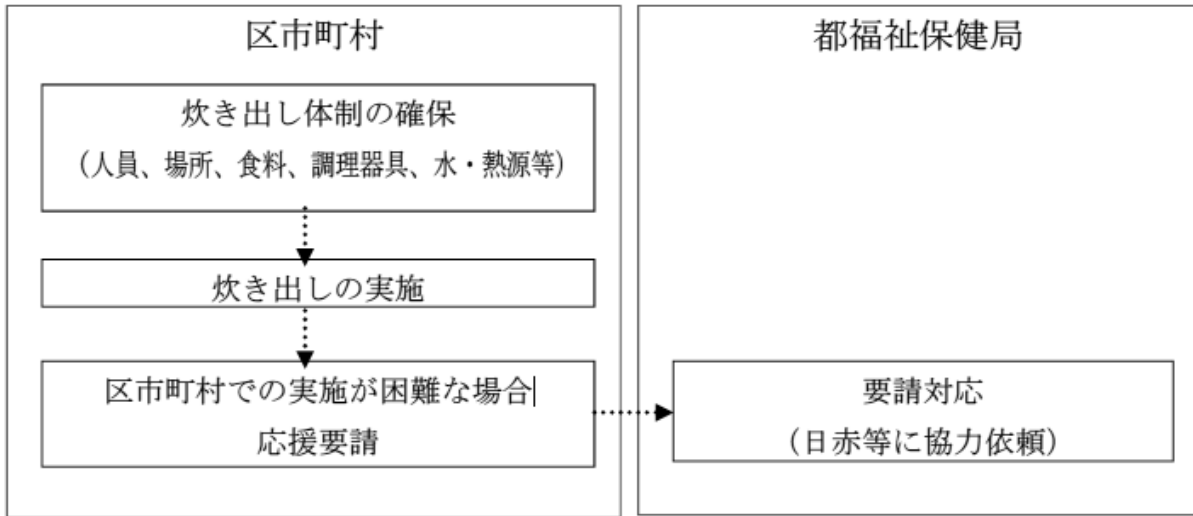 区市町村
炊き出し体制の確保
（人員、場所、食料、調理器具、水・熱源等）
炊き出しの実施
区市町村での実施が困難な場合
応援要請
都福祉保健局
要請対応
（日赤等に協力依頼）